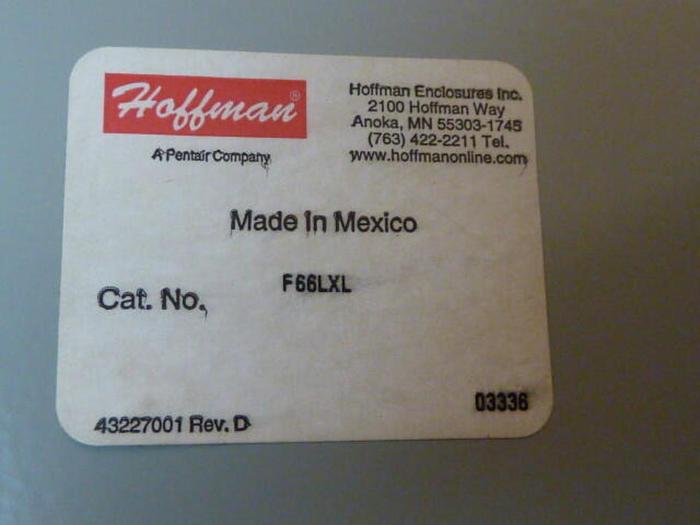 Hoffman®
A Pentair Company
Hoffman Enclosures Inc.
2100 Hoffman Way
Anoka, MN 55303-1745
(763) 422-2211 Tel.
www.hoffmanonline.com
Made In Mexico
Cat. No. F66LXL
43227001 Rev. D
03336